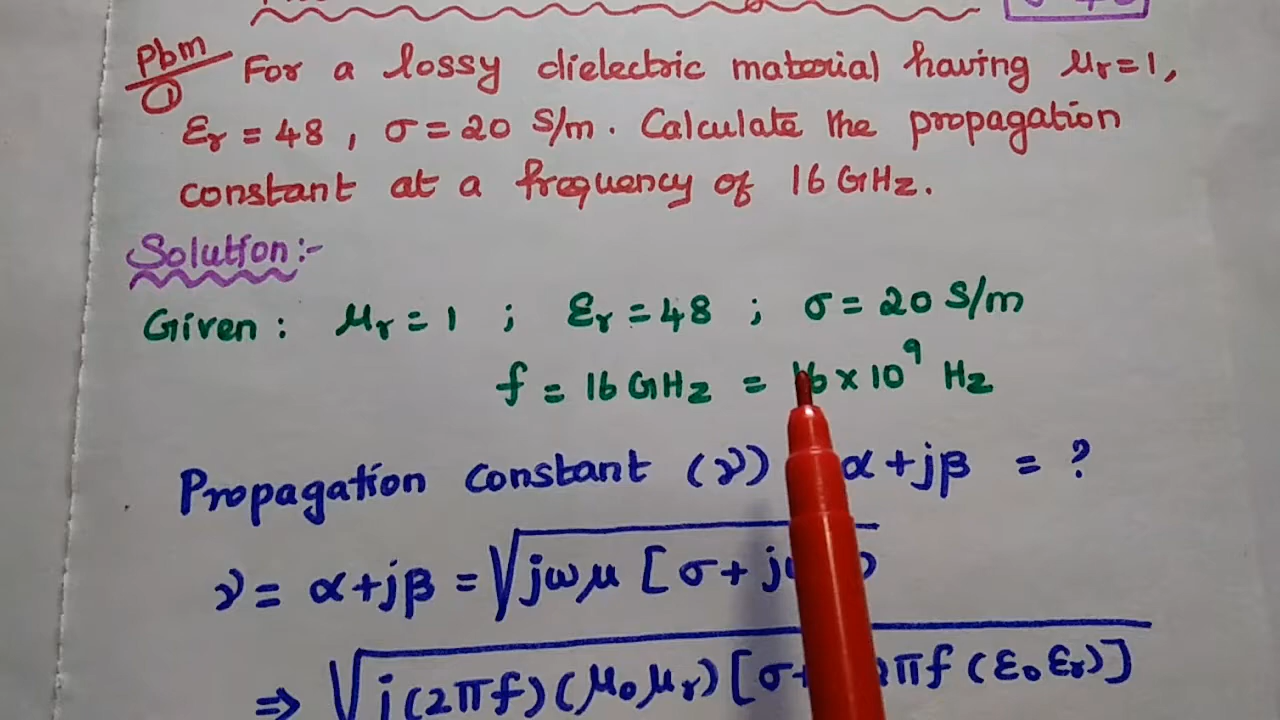 Pbm
1
For a lossy dielectric material having μr=1,
εr = 48 , σ = 20 S/m. Calculate the propagation
constant at a frequency of 16 GHz.
Solution:-
Given : μr = 1 ; εr = 48 ; σ = 20 S/m
f = 16 GHz = 16 × 10⁹ Hz
Propagation Constant (γ) α + jβ = ?
γ = α + jβ = √jωμ [σ + j
⇒ √j(2πf)(μ₀μr)[σ+ πf (ε₀εr)]